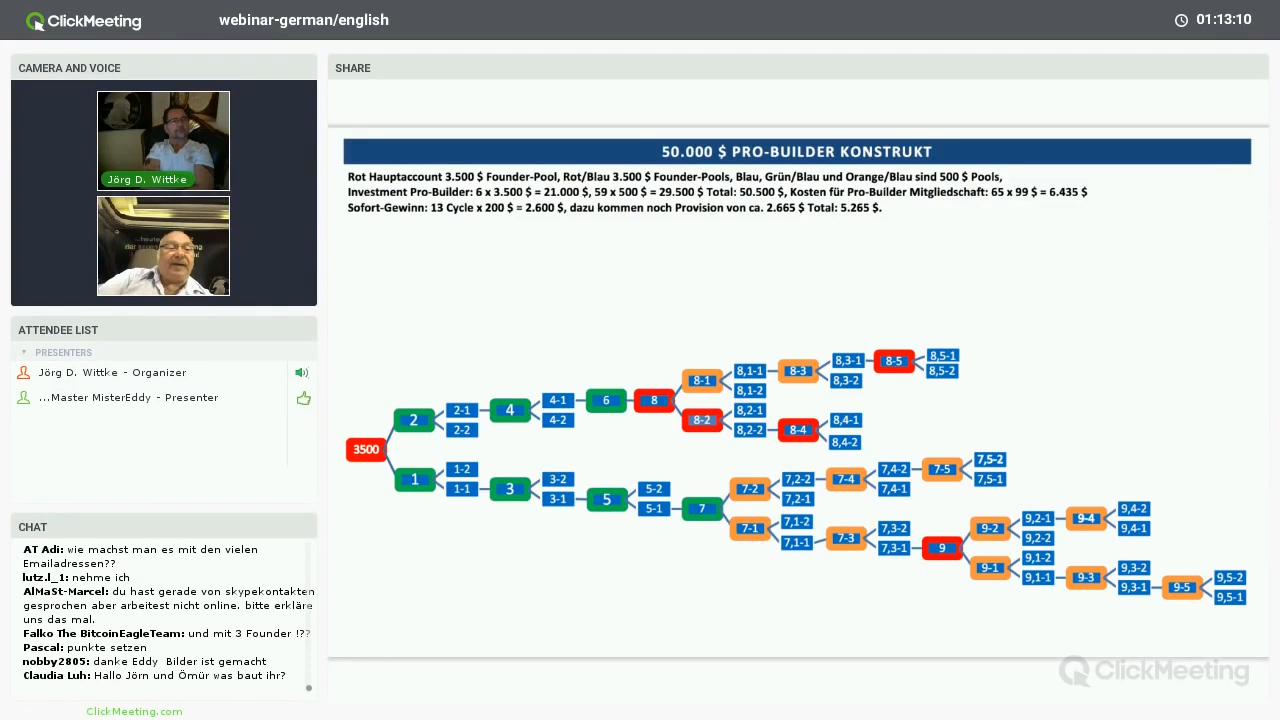 ClickMeeting
webinar-german/english
01:13:10
CAMERA AND VOICE
Jörg D. Wittke
ATTENDEE LIST
PRESENTERS
Jörg D. Wittke - Organizer
...Master MisterEddy - Presenter
CHAT
AT Adi: wie machst man es mit den vielen
Emailadressen??
lutz.l_1: nehme ich
AlMaSt-Marcel: du hast gerade von skypekontakten
gesprochen aber arbeitest nicht online. bitte erkläre
uns das mal.
Falko The BitcoinEagleTeam: und mit 3 Founder !??
Pascal: punkte setzen
nobby2805: danke Eddy Bilder ist gemacht
Claudia Luh: Hallo Jörn und Ömür was baut ihr?
ClickMeeting.com
SHARE
50.000 $ PRO-BUILDER KONSTRUKT
Rot Hauptaccount 3.500 $ Founder-Pool, Rot/Blau 3.500 $ Founder-Pools, Blau, Grün/Blau und Orange/Blau sind 500 $ Pools,
Investment Pro-Builder: 6 x 3.500 $ = 21.000 $, 59 x 500 $ = 29.500 $ Total: 50.500 $, Kosten für Pro-Builder Mitgliedschaft: 65 x 99 $ = 6.435 $
Sofort-Gewinn: 13 Cycle x 200 $ = 2.600 $, dazu kommen noch Provision von ca. 2.665 $ Total: 5.265 $.
3500
2
2-1
2-2
4
4-1
4-2
6
8
8-1
8,1-1
8,1-2
8-3
8,3-1
8,3-2
8-5
8,5-1
8,5-2
8-2
8,2-1
8,2-2
8-4
8,4-1
8,4-2
1
1-2
1-1
3
3-2
3-1
5
5-2
5-1
7
7-2
7,2-2
7,2-1
7-4
7,4-2
7,4-1
7-5
7,5-2
7,5-1
7-1
7,1-2
7,1-1
7-3
7,3-2
7,3-1
9
9-2
9,2-1
9,2-2
9-4
9,4-2
9,4-1
9-1
9,1-2
9,1-1
9-3
9,3-2
9,3-1
9-5
9,5-2
9,5-1
ClickMeeting